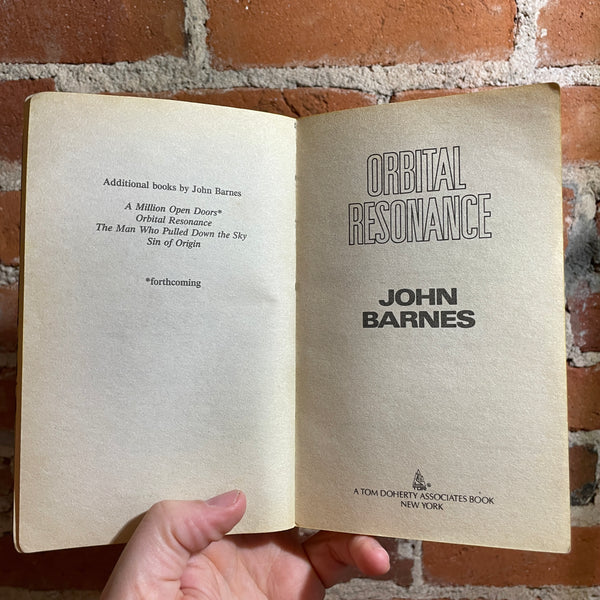 Additional books by John Barnes
A Million Open Doors*
Orbital Resonance
The Man Who Pulled Down the Sky
Sin of Origin
*forthcoming
ORBITAL
RESONANCE
JOHN
BARNES
TOR®
A TOM DOHERTY ASSOCIATES BOOK
NEW YORK